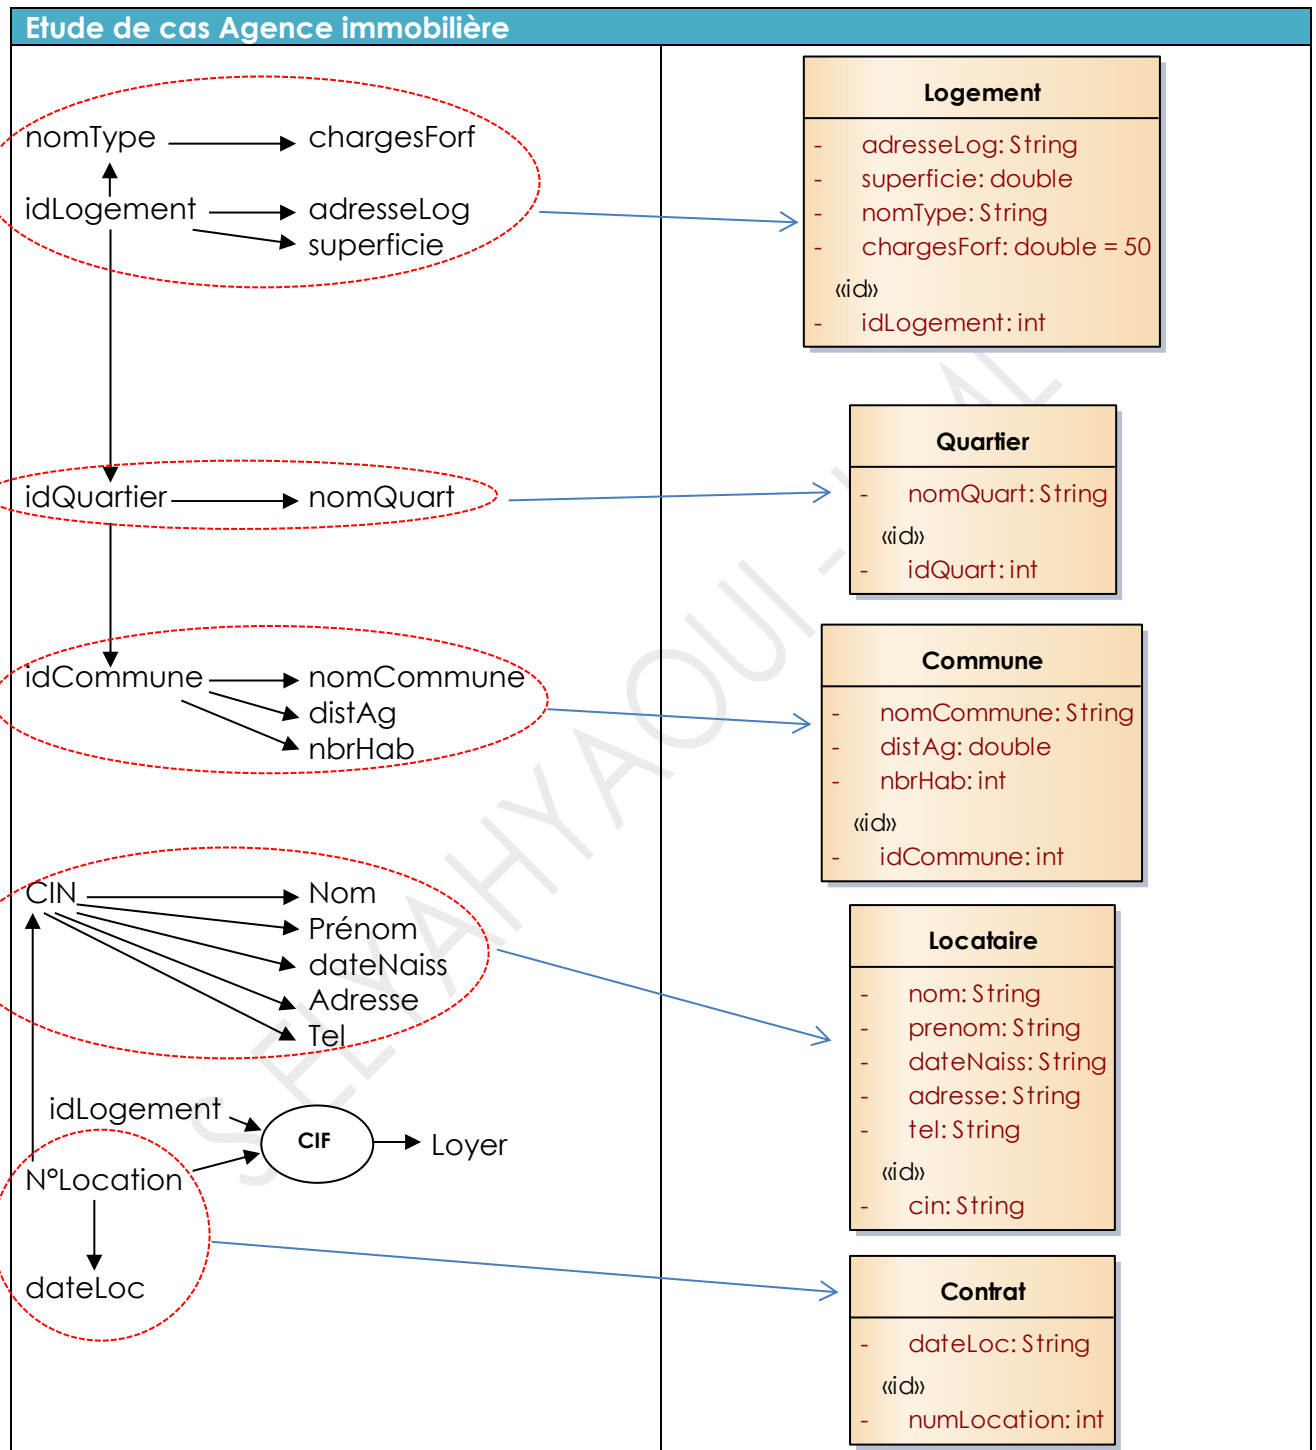 Etude de cas Agence immobilière
nomType
chargesForf
idLogement
adresseLog
superficie
idQuartier
nomQuart
idCommune
nomCommune
distAg
nbrHab
CIN
Nom
Prénom
dateNaiss
Adresse
Tel
idLogement
CIF
Loyer
N°Location
dateLoc
Logement
- adresseLog: String
- superficie: double
- nomType: String
- chargesForf: double = 50
«id»
- idLogement: int
Quartier
- nomQuart: String
«id»
- idQuart: int
Commune
- nomCommune: String
- distAg: double
- nbrHab: int
«id»
- idCommune: int
Locataire
- nom: String
- prenom: String
- dateNaiss: String
- adresse: String
- tel: String
«id»
- cin: String
Contrat
- dateLoc: String
«id»
- numLocation: int
S ELYAHYAOUI -